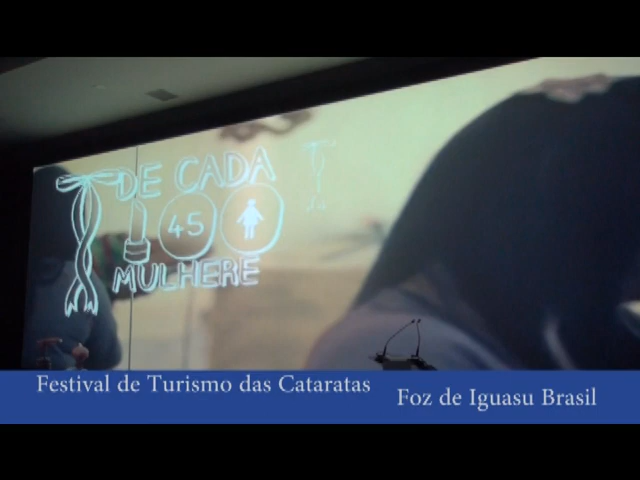 DE CADA
45
MULHERE
Festival de Turismo das Cataratas
Foz de Iguasu Brasil